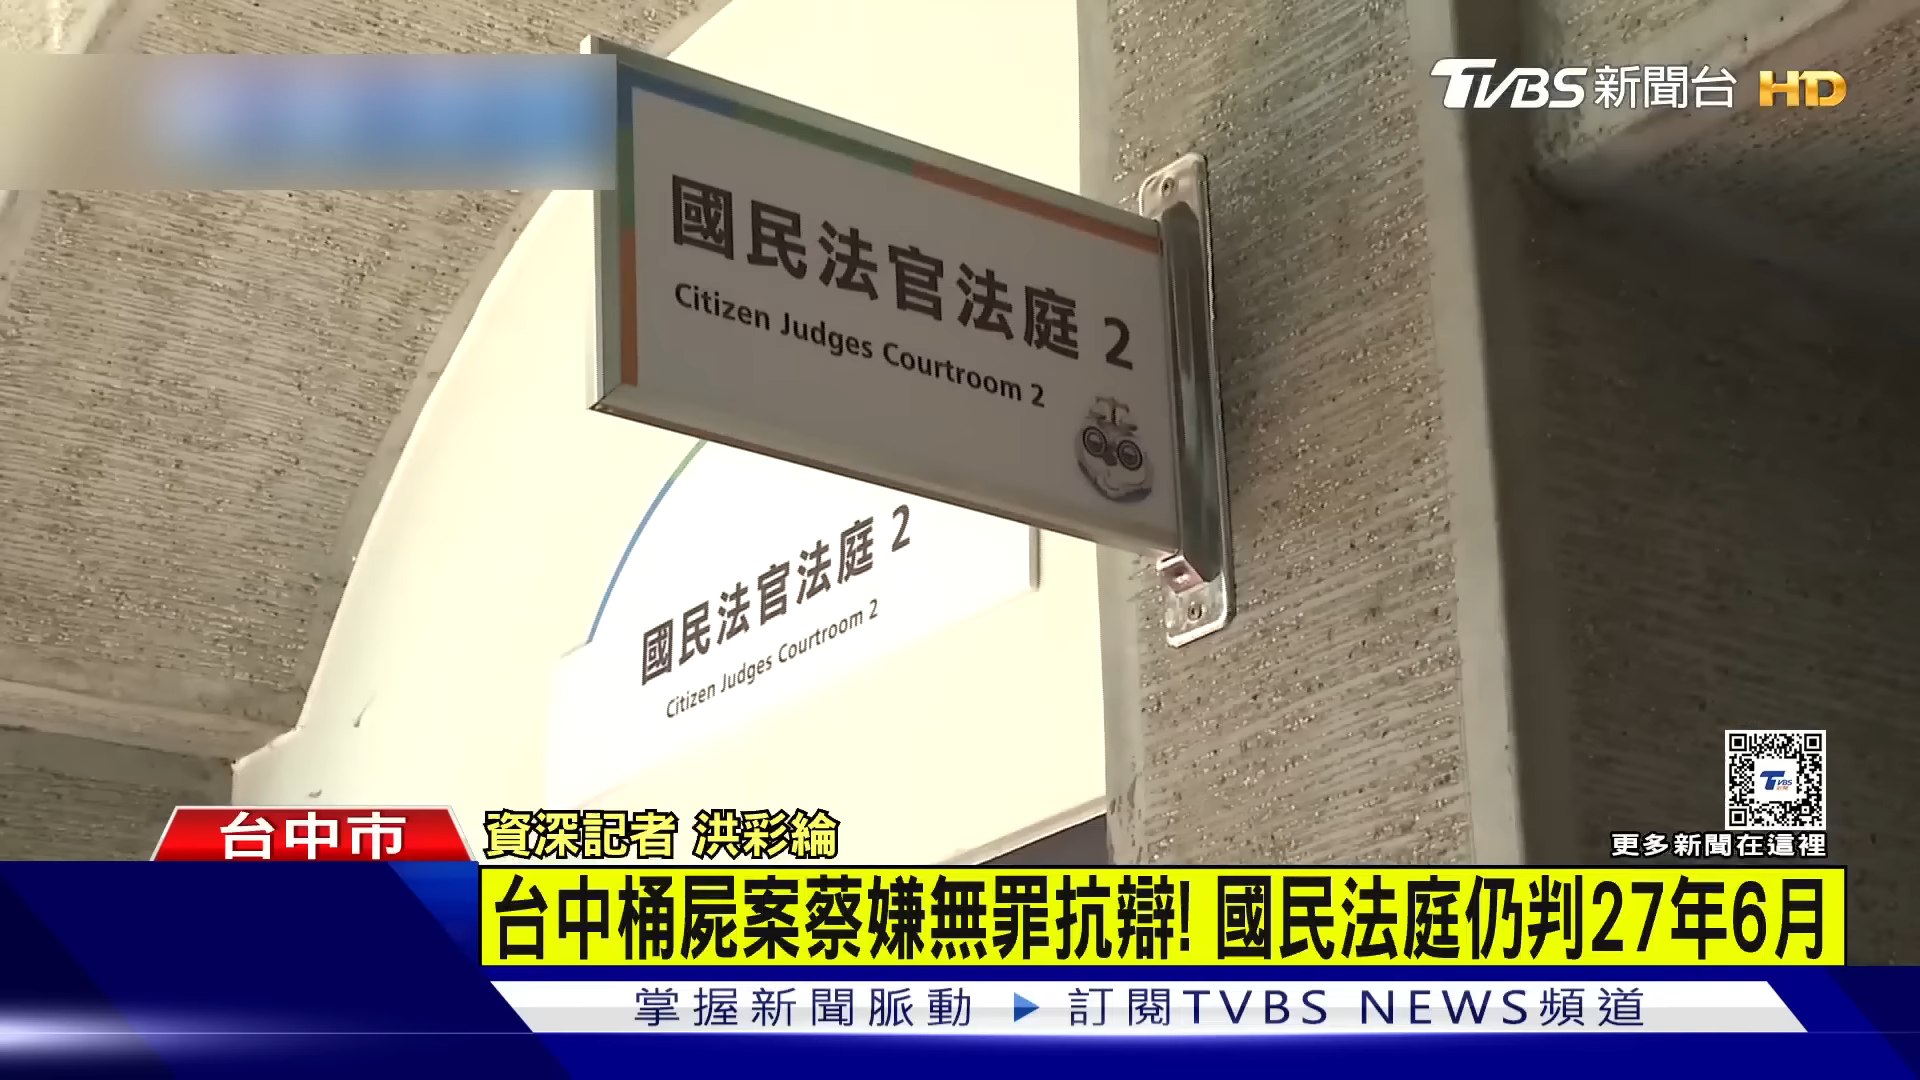 TVBS新聞台 HD
國民法官法庭 2
Citizen Judges Courtroom 2
國民法官法庭 2
Citizen Judges Courtroom 2
TVBS
新聞
更多新聞在這裡
台中市
資深記者 洪彩綸
台中桶屍案蔡嫌無罪抗辯! 國民法庭仍判27年6月
掌握新聞脈動 ▶ 訂閱TVBS NEWS頻道